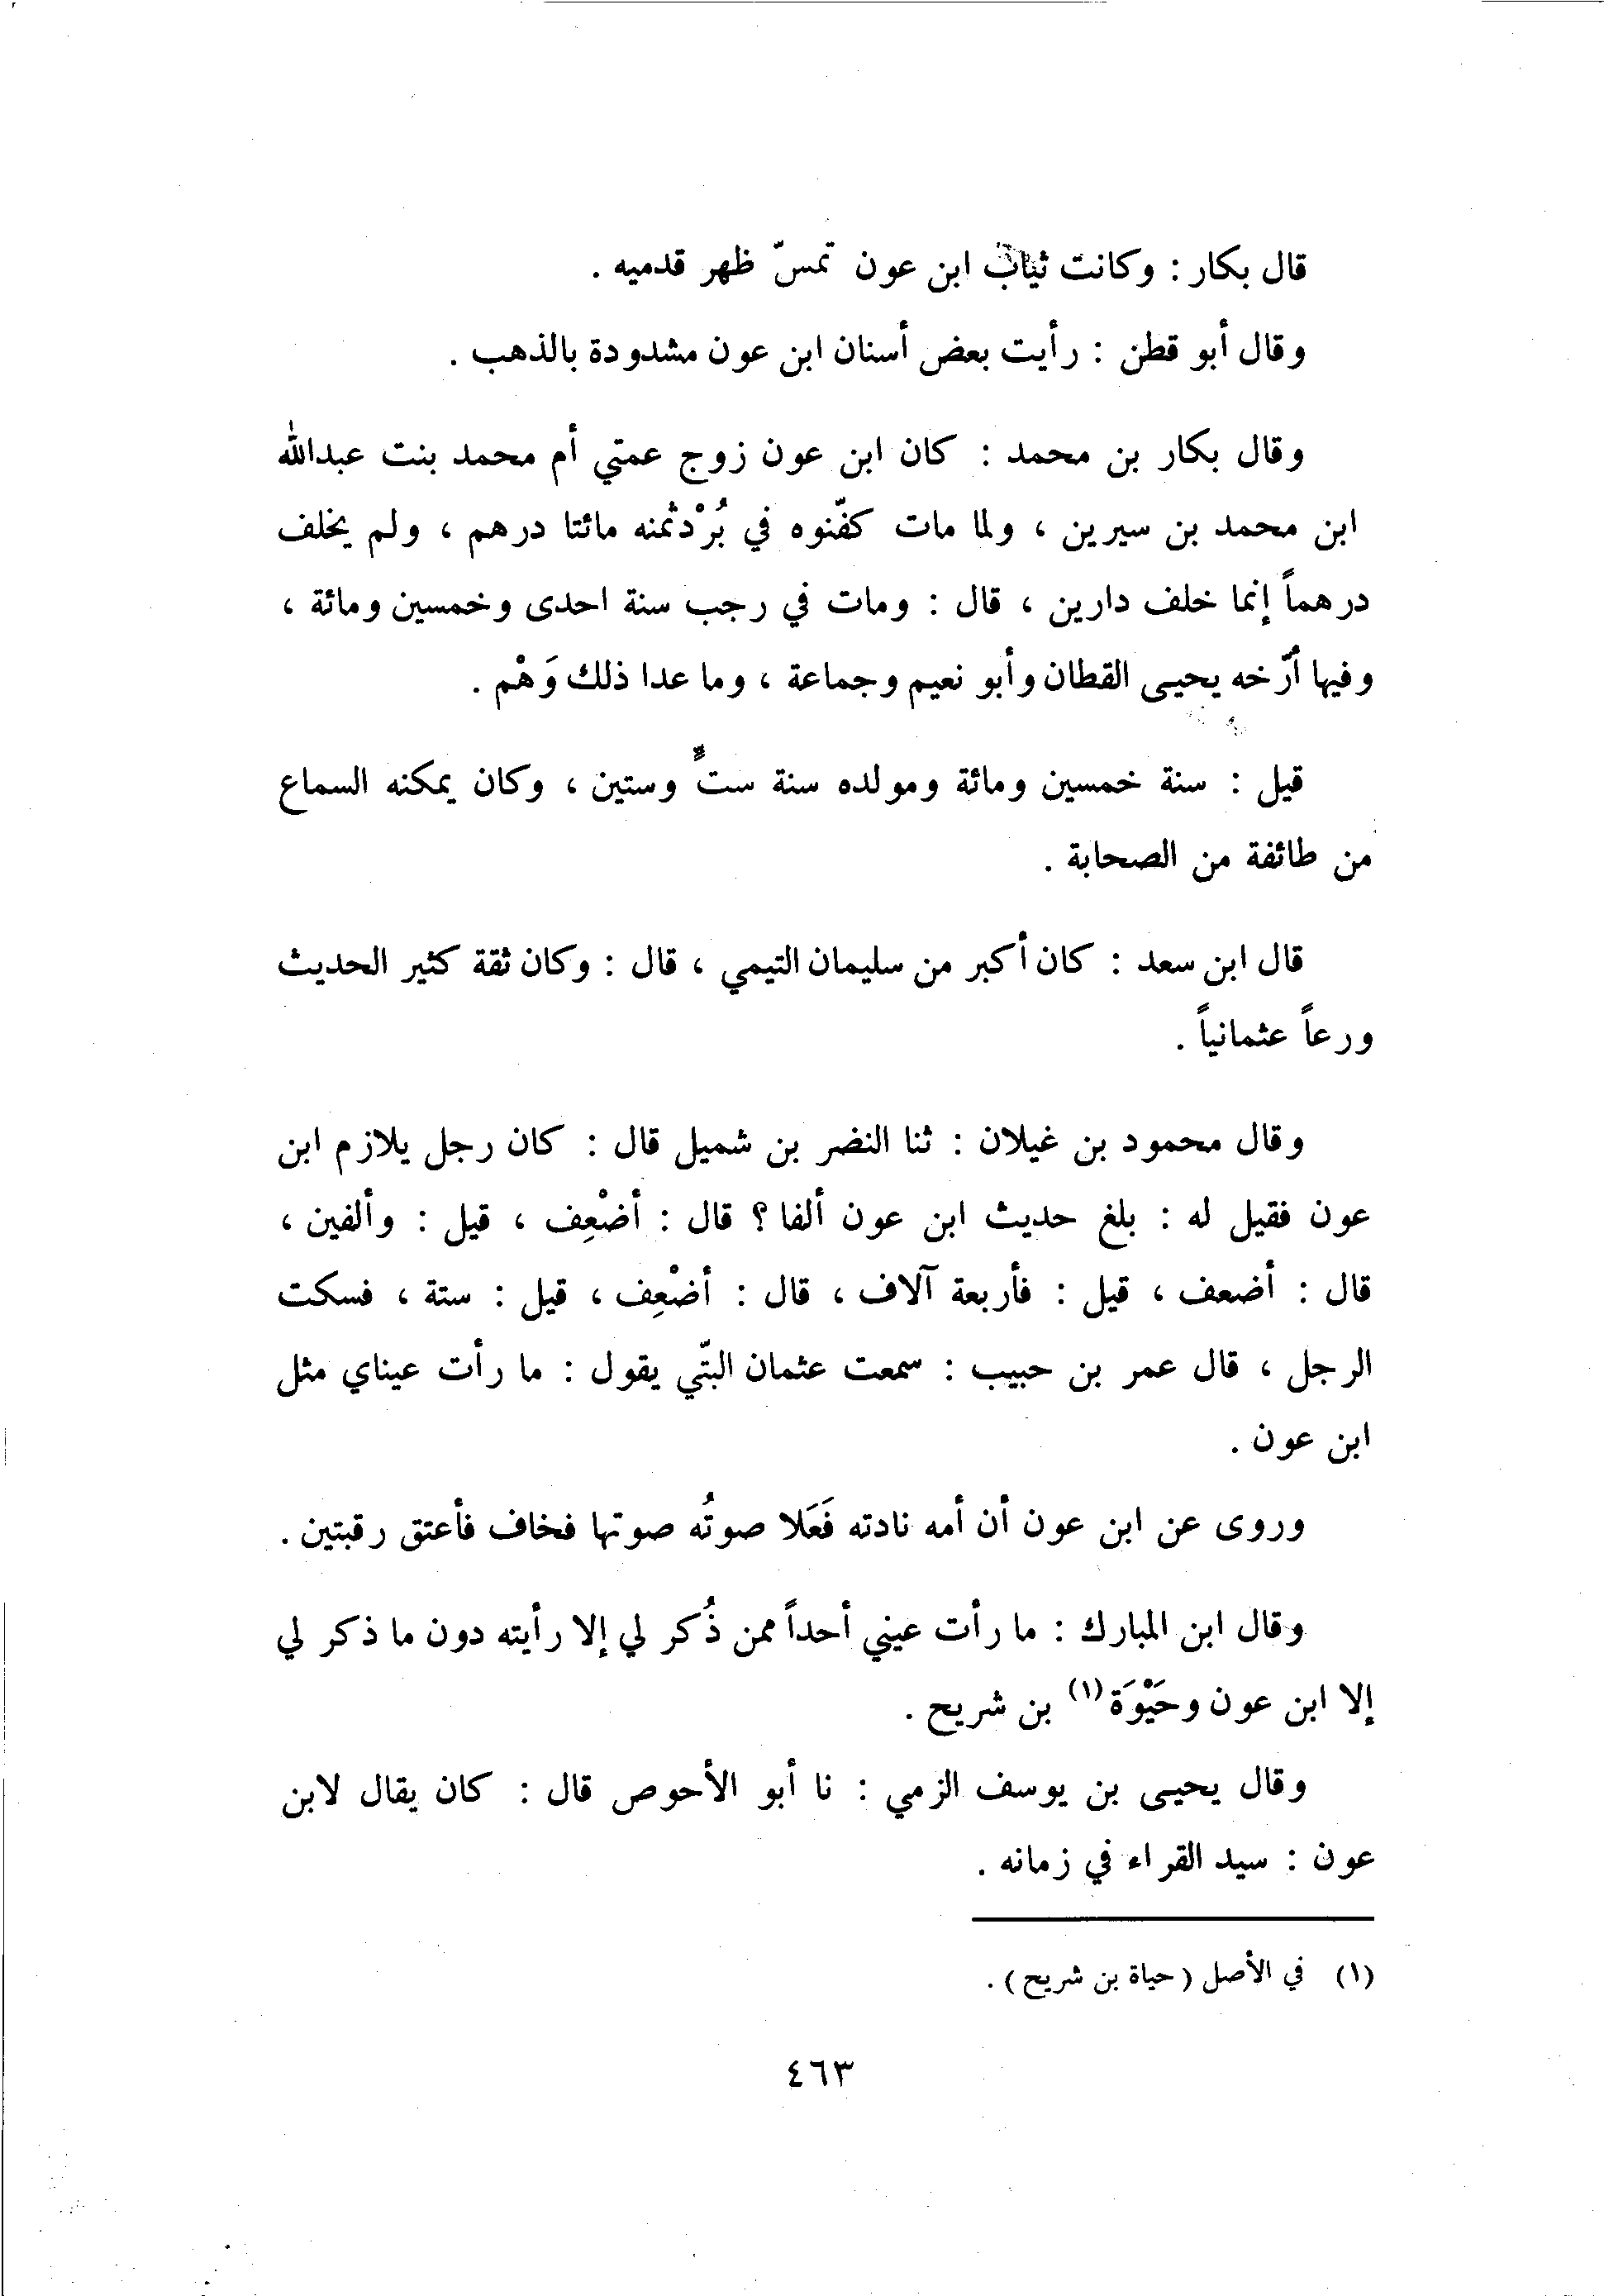 قال بكار : وكانت ثياب ابن عون تمسّ ظهر قدميه .
وقال أبو قطن : رأيت بعض أسنان ابن عون مشدودة بالذهب .
وقال بكار بن محمد : كان ابن عون زوج عمتي أم محمد بنت عبدالله
ابن محمد بن سيرين ، ولما مات كفّنوه في بُرْدثمنه مائتا درهم ، ولم يخلف
درهماً إنما خلف دارين ، قال : ومات في رجب سنة احدى وخمسين ومائة ،
وفيها أرّخه يحيى القطان وأبو نعيم وجماعة ، وما عدا ذلك وَهْم .
قيل : سنة خمسين ومائة ومولده سنة ستٌ وستين ، وكان يمكنه السماع
من طائفة من الصحابة .
قال ابن سعد : كان أكبر من سليمان التيمي ، قال : وكان ثقة كثير الحديث
ورعاً عثمانياً .
وقال محمود بن غيلان : ثنا النضر بن شميل قال : كان رجل يلازم ابن
عون فقيل له : بلغ حديث ابن عون ألفا ؟ قال : أضْعِف ، قيل : وألفين ،
قال : أضعف ، قيل : فأربعة آلاف ، قال : أضْعِف ، قيل : ستة ، فسكت
الرجل ، قال عمر بن حبيب : سمعت عثمان البتّي يقول : ما رأت عيناي مثل
ابن عون .
وروى عن ابن عون أن أمه نادته فَعَلا صوتُه صوتها فخاف فأعتق رقبتين .
وقال ابن المبارك : ما رأت عيني أحداً ممن ذُكر لي إلا رأيته دون ما ذكر لي
إلا ابن عون وحَيْوَة (١) بن شريح .
وقال يحيى بن يوسف الزمي : نا أبو الأحوص قال : كان يقال لابن
عون : سيد القراء في زمانه .
(١) في الأصل ( حياة بن شريح ) .
٤٦٣